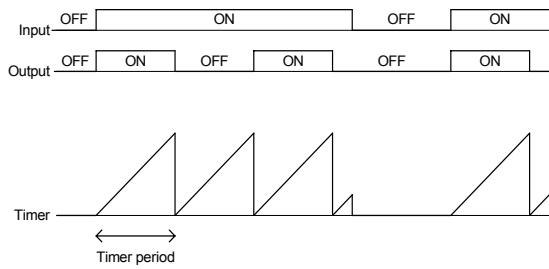 OFF ON OFF ON
Input
OFF ON OFF ON OFF ON
Output
Timer
Timer period